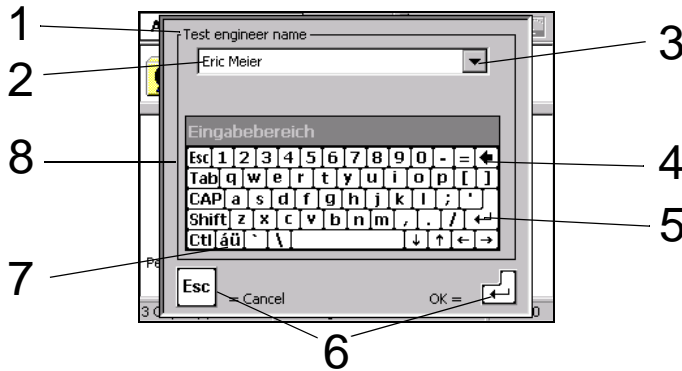 1
Test engineer name
2
Eric Meier
3
Eingabebereich
8
Esc 1 2 3 4 5 6 7 8 9 0 - =
4
Tab q w e r t y u i o p [ ]
CAP a s d f g h j k l ; '
Shift z x c v b n m , . /
5
Ctl áü ` \ ↓ ↑ ← →
7
Esc = Cancel OK =
6